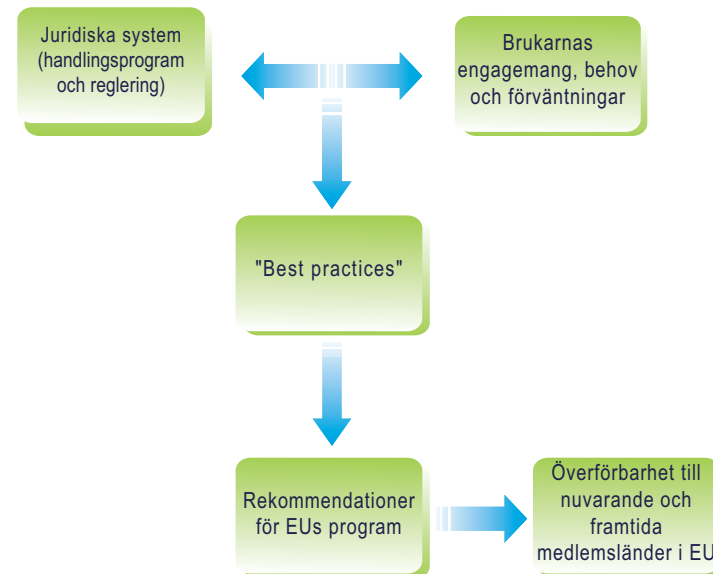 Juridiska system
(handlingsprogram
och reglering)
Brukarnas
engagemang, behov
och förväntningar
"Best practices"
Rekommendationer
för EUs program
Överförbarhet till
nuvarande och
framtida
medlemsländer i EU